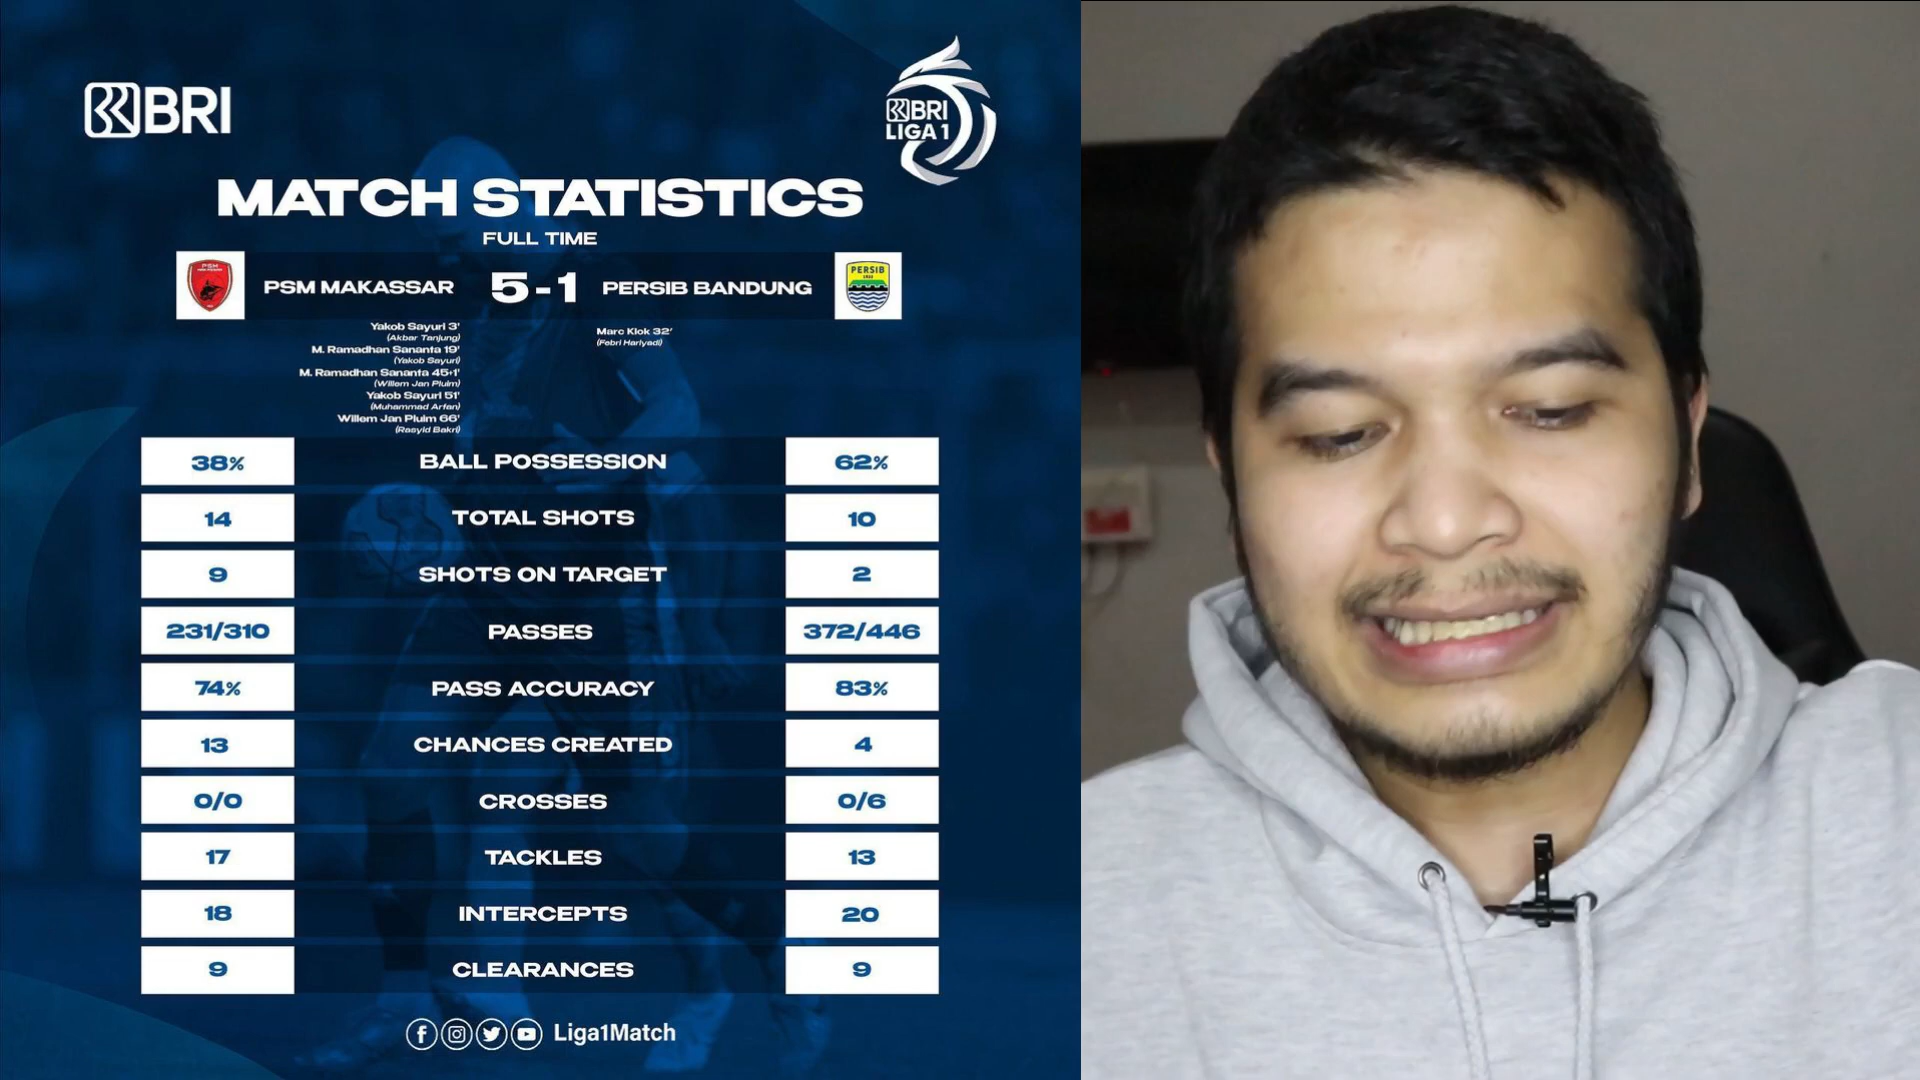 BRI
BRI
LIGA 1
MATCH STATISTICS
FULL TIME
PSM
PSM MAKASSAR 5 - 1 PERSIB BANDUNG
PERSIB
Yakob Sayuri 3'
(Akbar Tanjung)
M. Ramadhan Sananta 19'
(Yakob Sayuri)
M. Ramadhan Sananta 45+1'
(Willem Jan Pluim)
Yakob Sayuri 51'
(Muhammad Arfan)
Willem Jan Pluim 66'
(Rasyid Bakri)
Marc Klok 32'
(Febri Hariyadi)
38% BALL POSSESSION 62%
14 TOTAL SHOTS 10
9 SHOTS ON TARGET 2
231/310 PASSES 372/446
74% PASS ACCURACY 83%
13 CHANCES CREATED 4
0/0 CROSSES 0/6
17 TACKLES 13
18 INTERCEPTS 20
9 CLEARANCES 9
Liga1Match